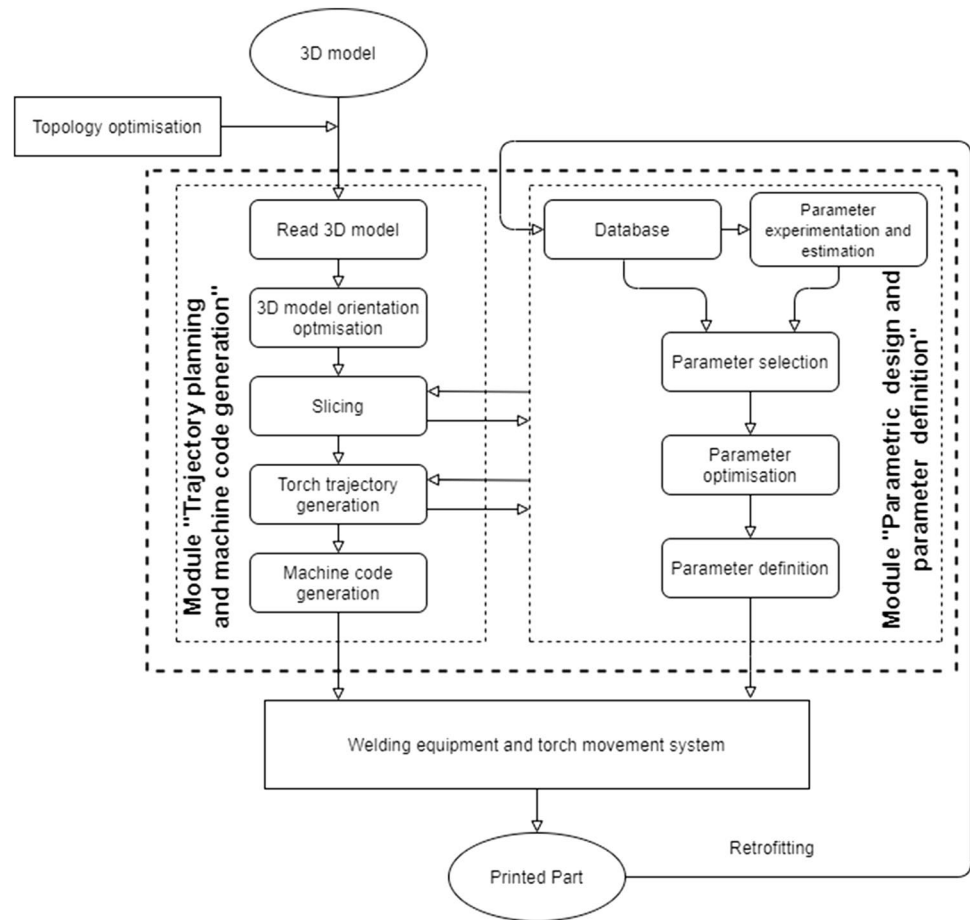 3D model
Topology optimisation
Module "Trajectory planning
and machine code generation"
Read 3D model
3D model orientation
optmisation
Slicing
Torch trajectory
generation
Machine code
generation
Database
Parameter
experimentation and
estimation
Parameter selection
Parameter
optimisation
Parameter definition
Module "Parametric design and
parameter definition"
Welding equipment and torch movement system
Printed Part
Retrofitting